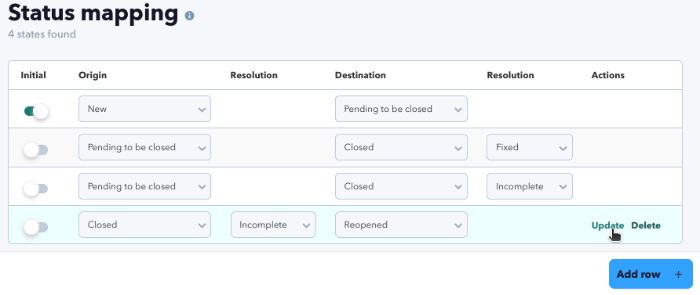 Status mapping
4 states found
Initial Origin Resolution Destination Resolution Actions
New Pending to be closed
Pending to be closed Closed Fixed
Pending to be closed Closed Incomplete
Closed Incomplete Reopened Update Delete
Add row +